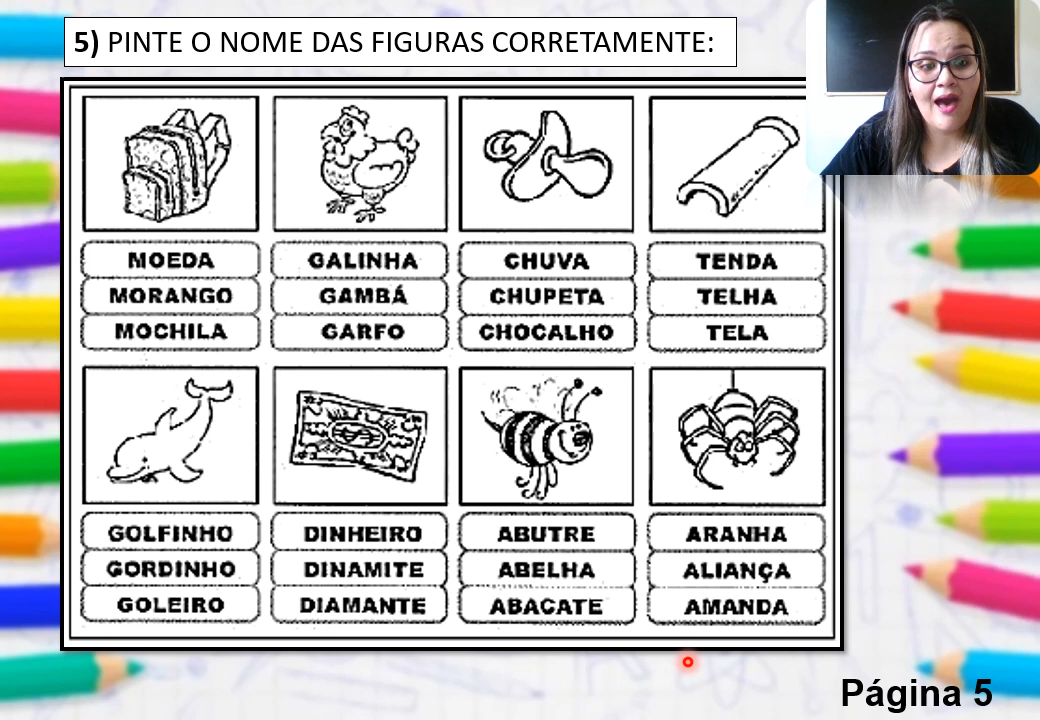 5) PINTE O NOME DAS FIGURAS CORRETAMENTE:
MOEDA GALINHA CHUVA TENDA
MORANGO GAMBÁ CHUPETA TELHA
MOCHILA GARFO CHOCALHO TELA
GOLFINHO DINHEIRO ABUTRE ARANHA
GORDINHO DINAMITE ABELHA ALIANÇA
GOLEIRO DIAMANTE ABACATE AMANDA
Página 5